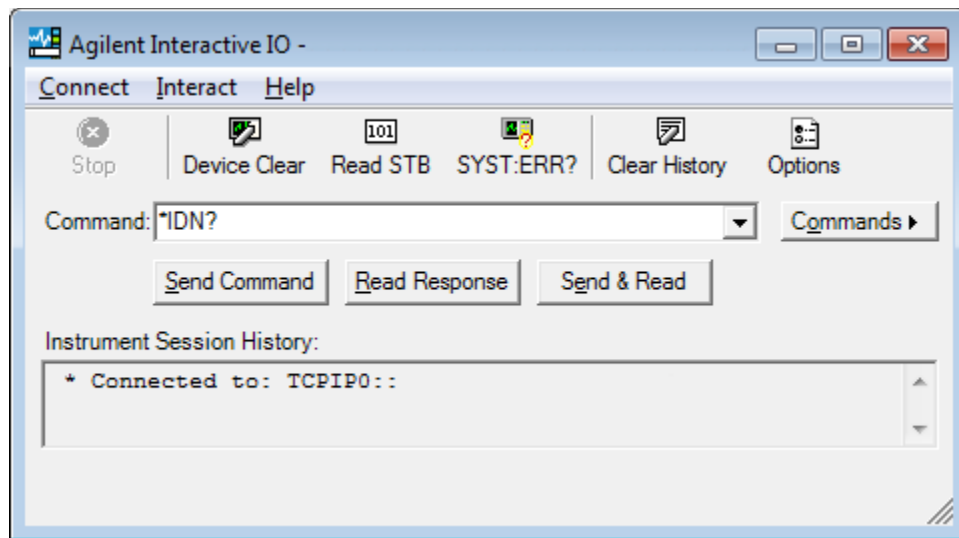 Agilent Interactive IO -
Connect Interact Help
101
Stop Device Clear Read STB SYST:ERR? Clear History Options
Command: *IDN? Commands
Send Command Read Response Send & Read
Instrument Session History:
* Connected to: TCPIP0::